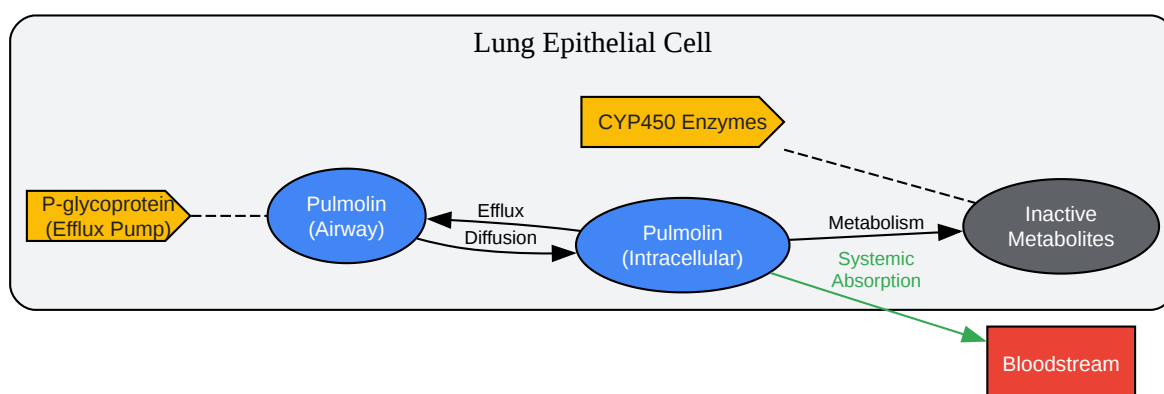 Lung Epithelial Cell
CYP450 Enzymes
P-glycoprotein
(Efflux Pump)
Pulmolin
(Airway)
Efflux
Diffusion
Pulmolin
(Intracellular)
Metabolism
Systemic
Absorption
Inactive
Metabolites
Bloodstream